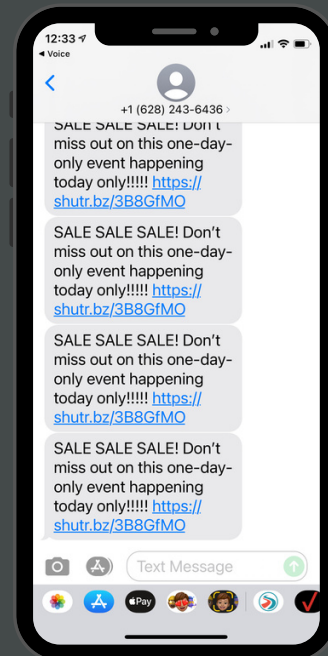 12:33
◀ Voice
+1 (628) 243-6436 >
SALE SALE SALE! Don't
miss out on this one-day-
only event happening
today only!!!!! https://
shutr.bz/3B8GfMO
SALE SALE SALE! Don't
miss out on this one-day-
only event happening
today only!!!!! https://
shutr.bz/3B8GfMO
SALE SALE SALE! Don't
miss out on this one-day-
only event happening
today only!!!!! https://
shutr.bz/3B8GfMO
SALE SALE SALE! Don't
miss out on this one-day-
only event happening
today only!!!!! https://
shutr.bz/3B8GfMO
Text Message
Pay